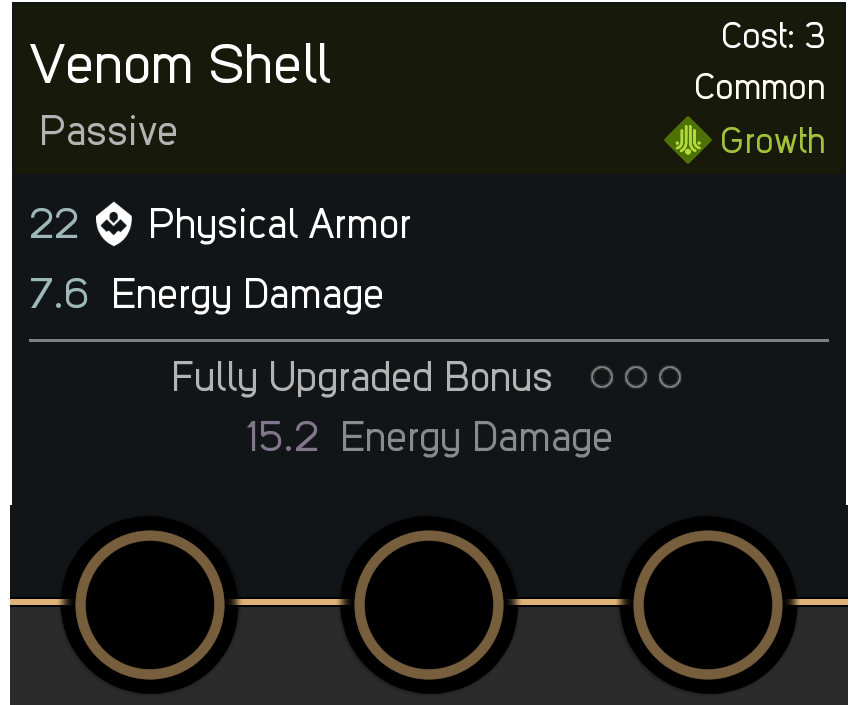 Venom Shell
Passive
Cost: 3
Common
Growth
22 Physical Armor
7.6 Energy Damage
Fully Upgraded Bonus
15.2 Energy Damage